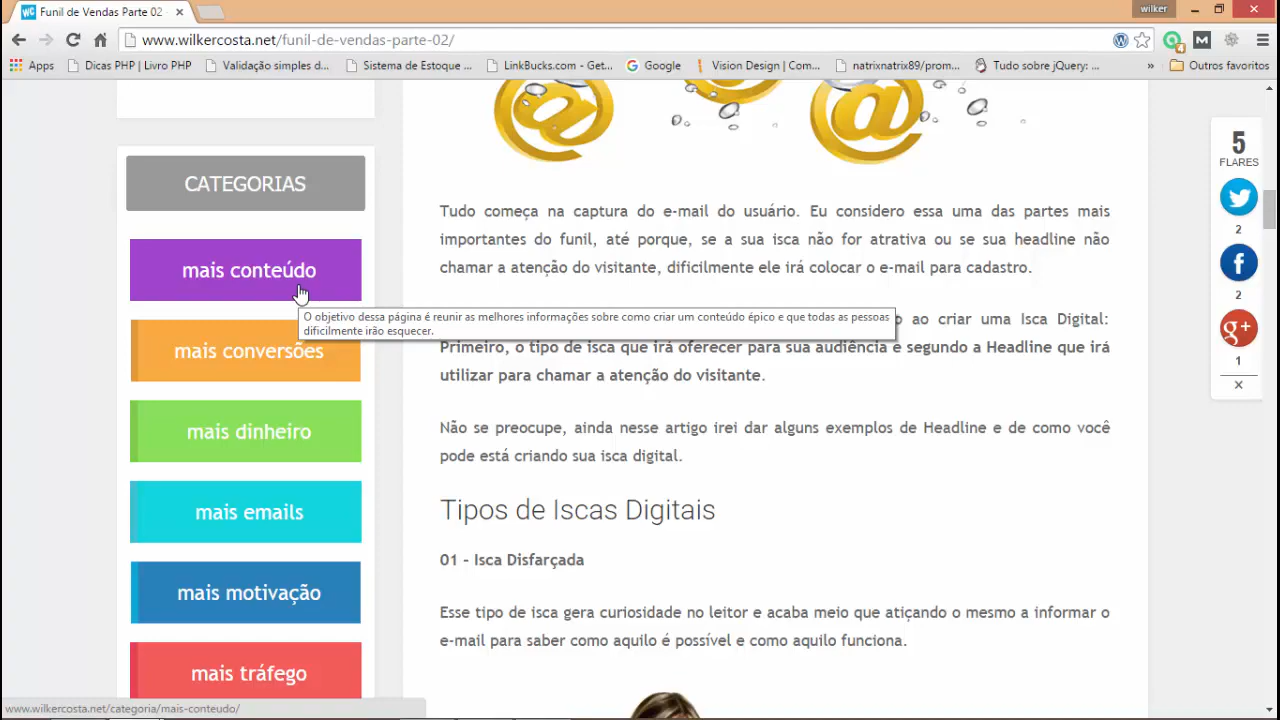 WC Funil de Vendas Parte 02 ×
wilker
www.wilkercosta.net/funil-de-vendas-parte-02/
Apps Dicas PHP | Livro PHP Validação simples d... Sistema de Estoque ... LinkBucks.com - Get... Google Vision Design | Com... natrixnatrix89/prom... Tudo sobre jQuery: ... » Outros favoritos
CATEGORIAS
mais conteúdo
mais conversões
mais dinheiro
mais emails
mais motivação
mais tráfego
O objetivo dessa página é reunir as melhores informações sobre como criar um conteúdo épico e que todas as pessoas
dificilmente irão esquecer.
Tudo começa na captura do e-mail do usuário. Eu considero essa uma das partes mais
importantes do funil, até porque, se a sua isca não for atrativa ou se sua headline não
chamar a atenção do visitante, dificilmente ele irá colocar o e-mail para cadastro.
ao criar uma Isca Digital:
Primeiro, o tipo de isca que irá oferecer para sua audiência e segundo a Headline que irá
utilizar para chamar a atenção do visitante.
Não se preocupe, ainda nesse artigo irei dar alguns exemplos de Headline e de como você
pode está criando sua isca digital.
Tipos de Iscas Digitais
01 – Isca Disfarçada
Esse tipo de isca gera curiosidade no leitor e acaba meio que atiçando o mesmo a informar o
e-mail para saber como aquilo é possível e como aquilo funciona.
5
FLARES
2
f
2
g+
1
×
www.wilkercosta.net/categoria/mais-conteudo/